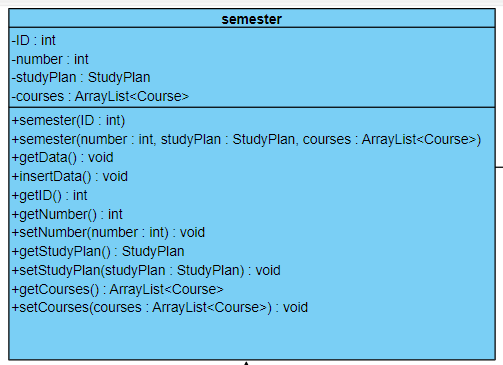 semester
-ID : int
-number : int
-studyPlan : StudyPlan
-courses : ArrayList<Course>
+semester(ID : int)
+semester(number : int, studyPlan : StudyPlan, courses : ArrayList<Course>)
+getData() : void
+insertData() : void
+getID() : int
+getNumber() : int
+setNumber(number : int) : void
+getStudyPlan() : StudyPlan
+setStudyPlan(studyPlan : StudyPlan) : void
+getCourses() : ArrayList<Course>
+setCourses(courses : ArrayList<Course>) : void